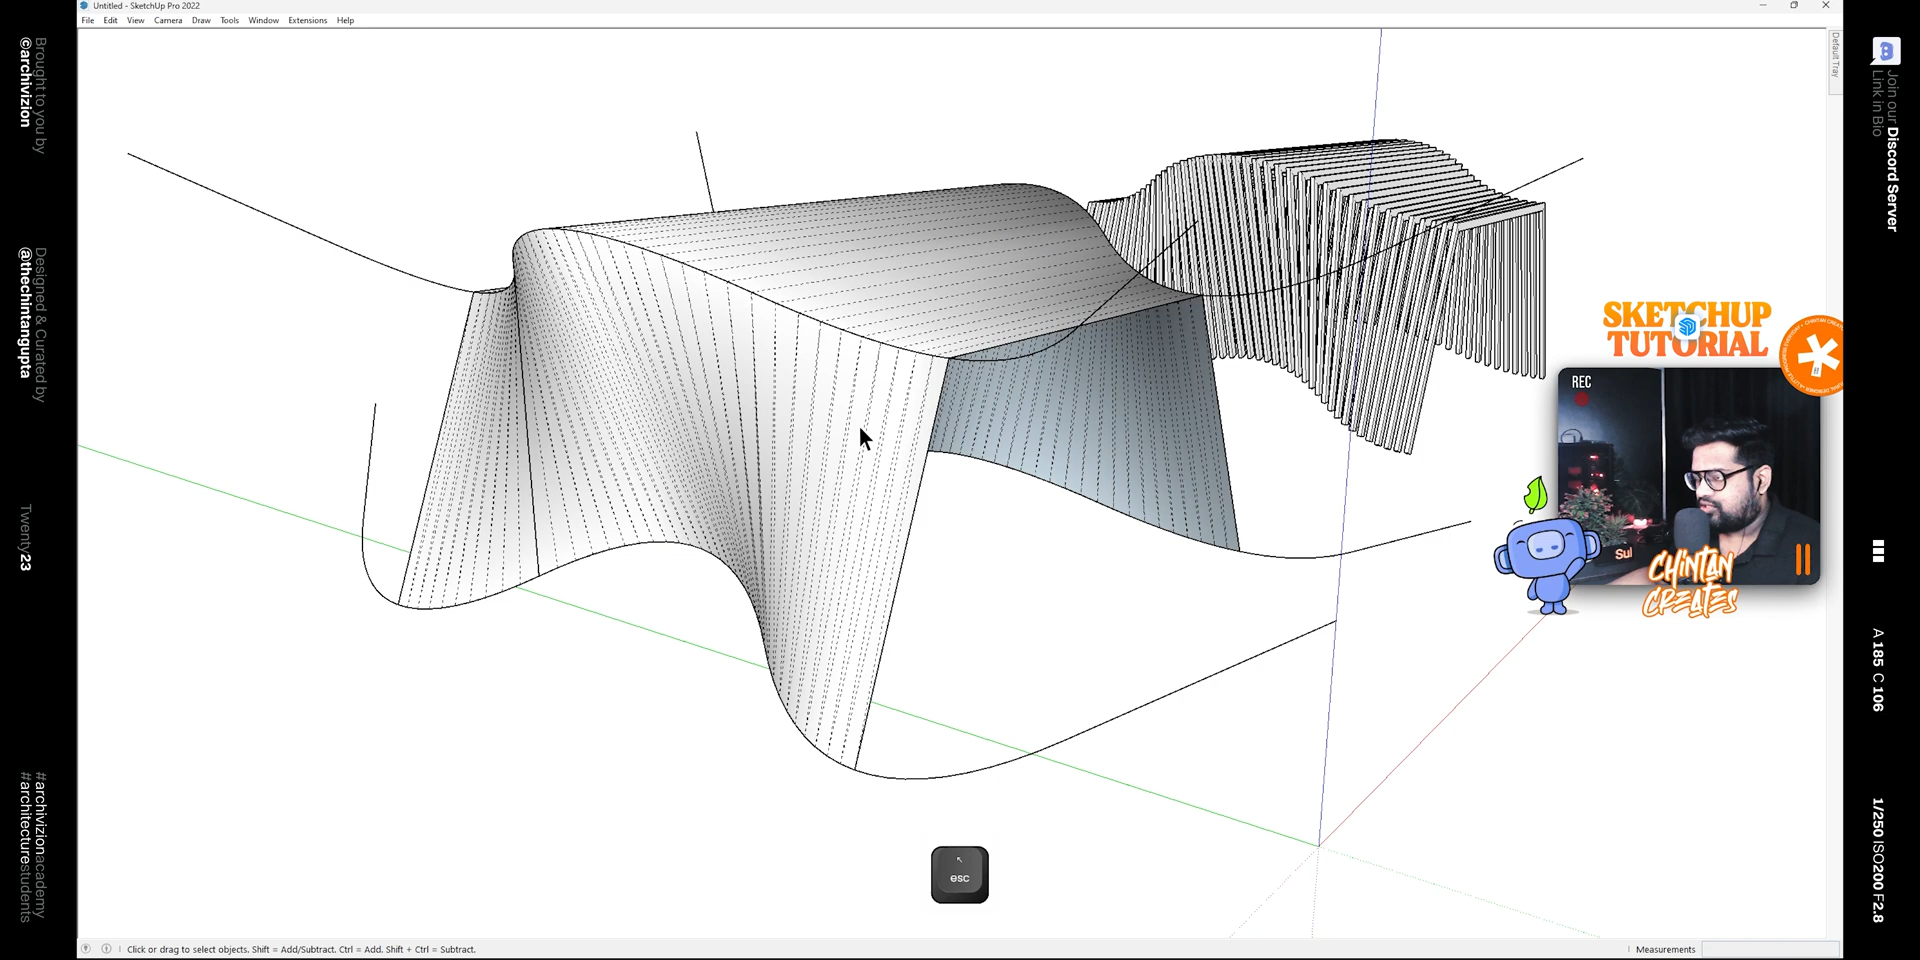 Untitled - SketchUp Pro 2022
File Edit View Camera Draw Tools Window Extensions Help
Default Tray
Brought to you by
©archivizion
Designed & Curated by
@thechintangupta
Twenty23
#archivizionacademy
#architecturestudents
Join our Discord Server
Link in Bio
SKETCHUP
TUTORIAL
REC
Sul
CHINTAN
CREATES
A 185 C 106
1/250 ISO200 F2.8
esc
Click or drag to select objects. Shift = Add/Subtract. Ctrl = Add. Shift + Ctrl = Subtract.
Measurements